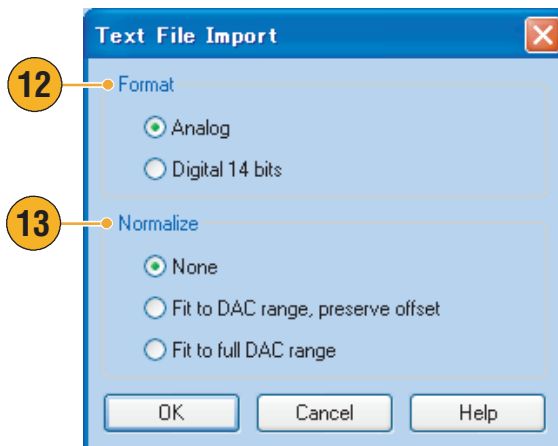 Text File Import
12
Format
Analog
Digital 14 bits
13
Normalize
None
Fit to DAC range, preserve offset
Fit to full DAC range
OK Cancel Help